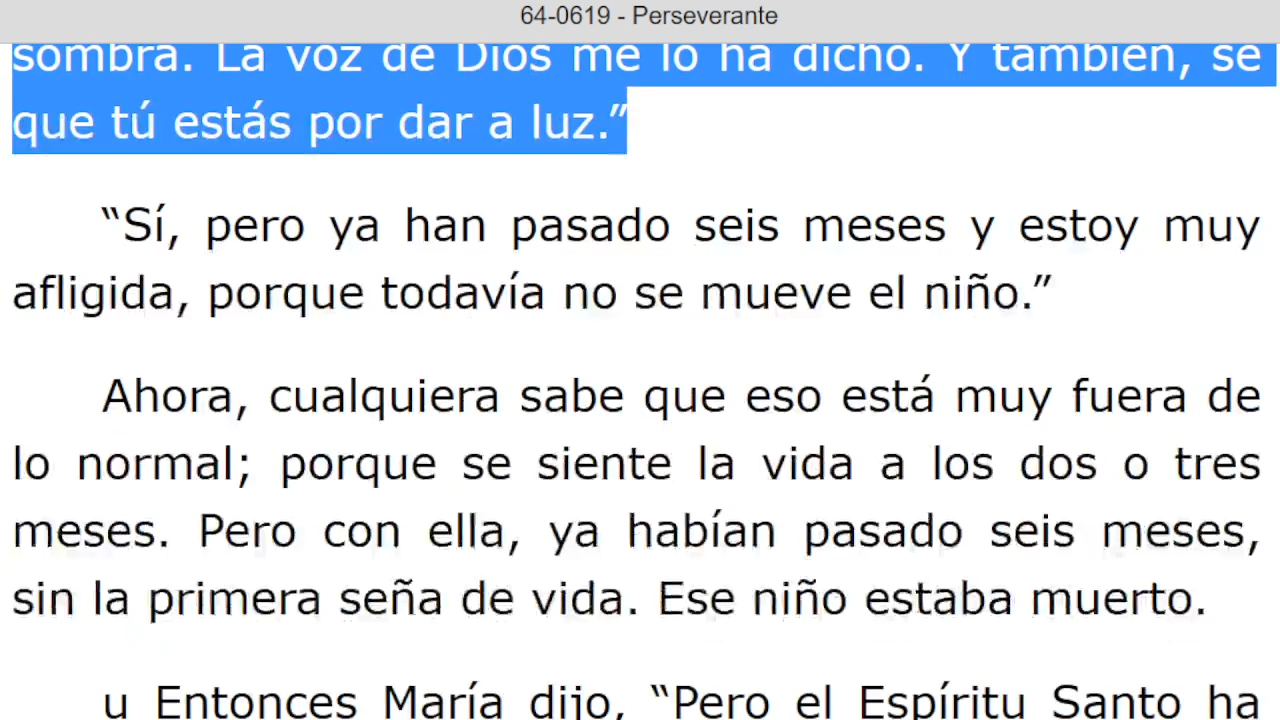 64-0619 - Perseverante
sombra. La voz de Dios me lo ha dicho. Y también, sé
que tú estás por dar a luz.”
“Sí, pero ya han pasado seis meses y estoy muy
afligida, porque todavía no se mueve el niño.”
Ahora, cualquiera sabe que eso está muy fuera de
lo normal; porque se siente la vida a los dos o tres
meses. Pero con ella, ya habían pasado seis meses,
sin la primera seña de vida. Ese niño estaba muerto.
u Entonces María dijo, “Pero el Espíritu Santo ha